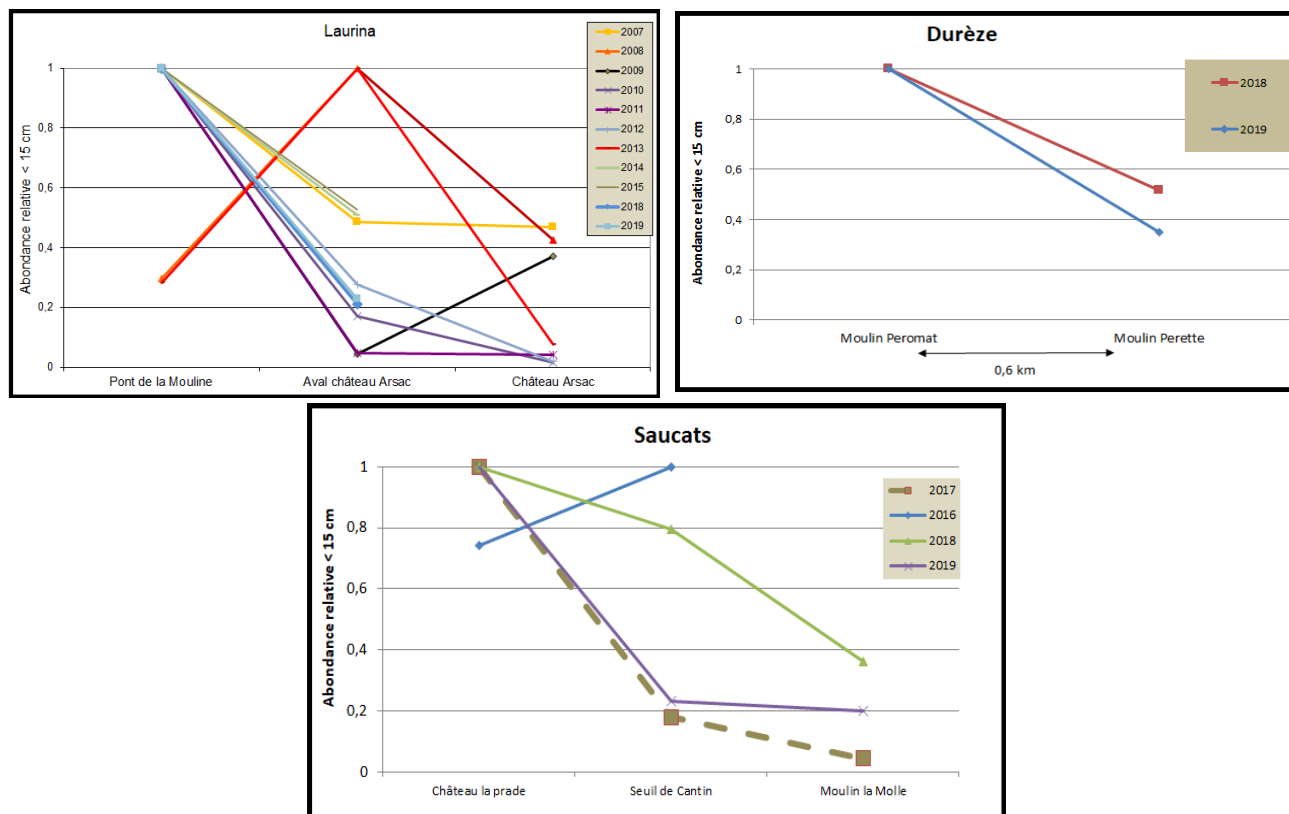 Laurina
Abondance relative < 15 cm
1
0,8
0,6
0,4
0,2
0
Pont de la Mouline
Aval château Arsac
Château Arsac
2007
2008
2009
2010
2011
2012
2013
2014
2015
2018
2019
Durèze
Abondance relative < 15 cm
1
0,8
0,6
0,4
0,2
0
Moulin Peromat
Moulin Perette
0,6 km
2018
2019
Saucats
Abondance relative < 15 cm
1
0,8
0,6
0,4
0,2
0
Château la prade
Seuil de Cantin
Moulin la Molle
2017
2016
2018
2019